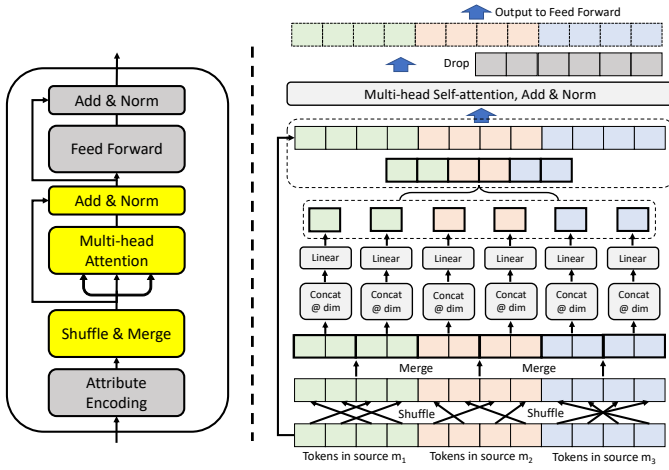 Add & Norm
Feed Forward
Add & Norm
Multi-head
Attention
Shuffle & Merge
Attribute
Encoding
Output to Feed Forward
Drop
Multi-head Self-attention, Add & Norm
Linear
Linear
Linear
Linear
Linear
Linear
Concat
@ dim
Concat
@ dim
Concat
@ dim
Concat
@ dim
Concat
@ dim
Concat
@ dim
Merge
Merge
Shuffle
Shuffle
Tokens in source m₁
Tokens in source m₂
Tokens in source m₃